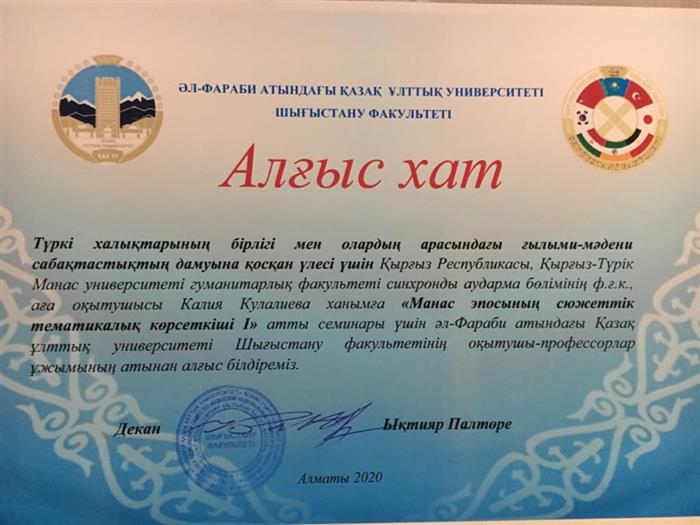 ӘЛ-ФАРАБИ АТЫНДАҒЫ ҚАЗАҚ ҰЛТТЫҚ УНИВЕРСИТЕТІ
ШЫҒЫСТАНУ ФАКУЛЬТЕТІ
Алғыс хат
Түркі халықтарының бірлігі мен олардың арасындағы ғылыми-мәдени
сабақтастықтың дамуына қосқан үлесі үшін Қырғыз Республикасы, Қырғыз-Түрік
Манас университеті гуманитарлық факультеті синхронды аударма бөлімінің ф.ғ.к.,
аға оқытушысы Калия Кулалиева ханымға «Манас эпосының сюжеттік
тематикалық көрсеткіші I» атты семинары үшін әл-Фараби атындағы Қазақ
ұлттық университеті Шығыстану факультетінің оқытушы-профессорлар
ұжымының атынан алғыс білдіреміз.
Декан Ықтияр Палтөре
ШЫҒЫСТАНУ
ФАКУЛЬТЕТІ
Алматы 2020